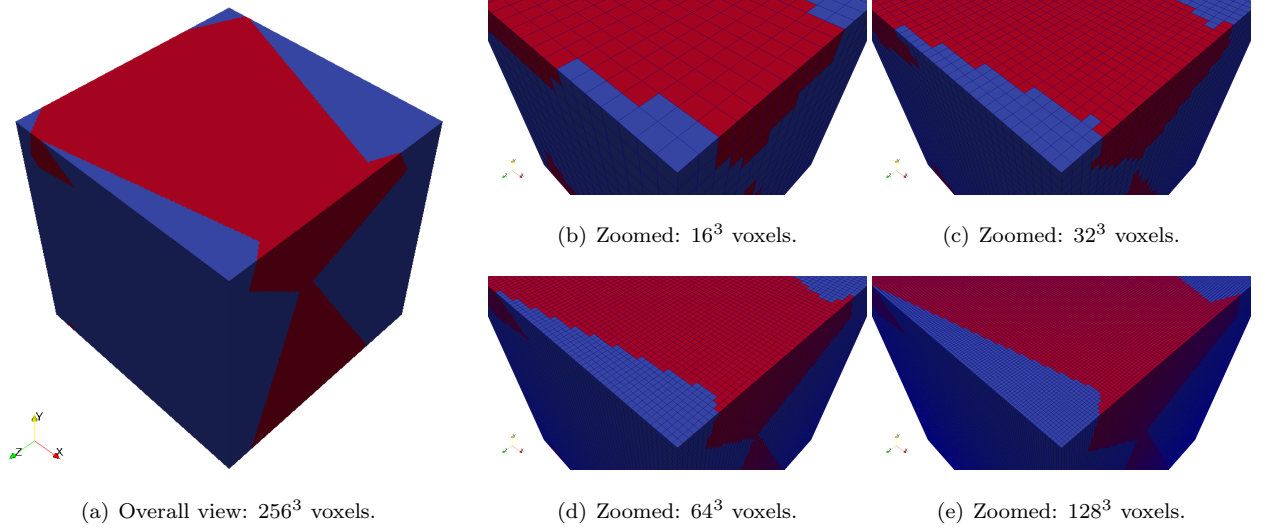 Y
Z X
(a) Overall view: 256³ voxels.
(b) Zoomed: 16³ voxels.
(c) Zoomed: 32³ voxels.
(d) Zoomed: 64³ voxels.
(e) Zoomed: 128³ voxels.